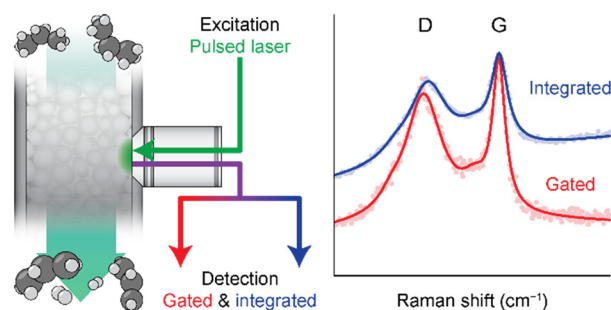 Excitation
Pulsed laser
Detection
Gated & integrated
D
G
Integrated
Gated
Raman shift (cm⁻¹)